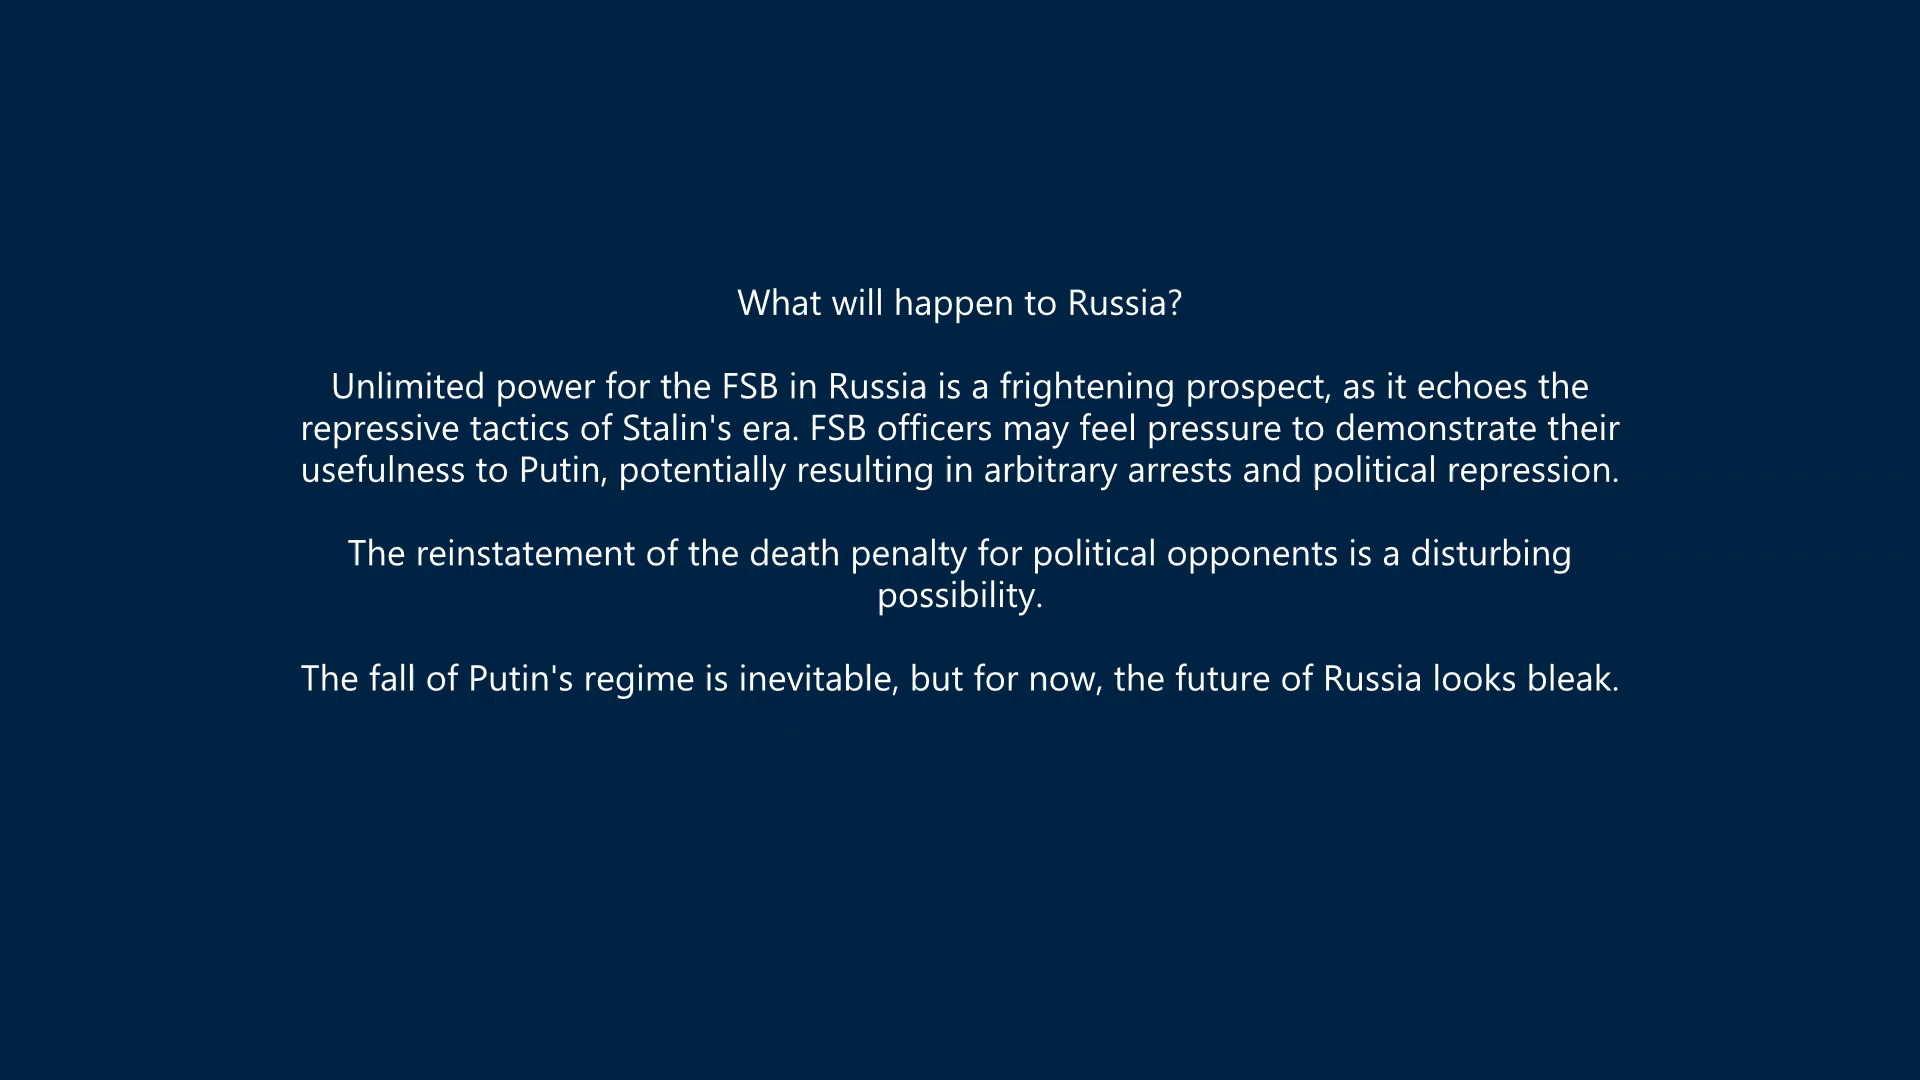 What will happen to Russia?
Unlimited power for the FSB in Russia is a frightening prospect, as it echoes the
repressive tactics of Stalin's era. FSB officers may feel pressure to demonstrate their
usefulness to Putin, potentially resulting in arbitrary arrests and political repression.
The reinstatement of the death penalty for political opponents is a disturbing
possibility.
The fall of Putin's regime is inevitable, but for now, the future of Russia looks bleak.